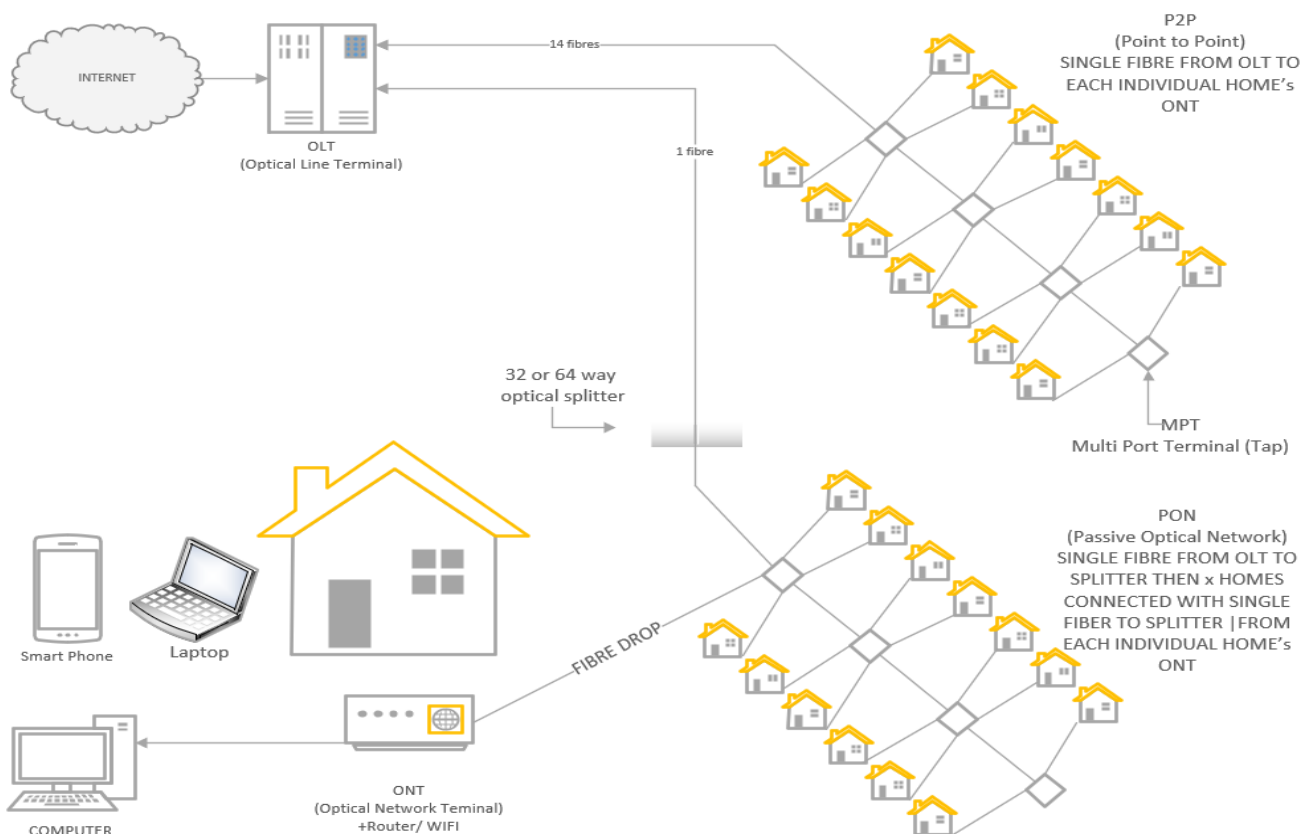 INTERNET
OLT
(Optical Line Terminal)
14 fibres
1 fibre
P2P
(Point to Point)
SINGLE FIBRE FROM OLT TO
EACH INDIVIDUAL HOME's
ONT
MPT
Multi Port Terminal (Tap)
32 or 64 way
optical splitter
PON
(Passive Optical Network)
SINGLE FIBRE FROM OLT TO
SPLITTER THEN x HOMES
CONNECTED WITH SINGLE
FIBER TO SPLITTER |FROM
EACH INDIVIDUAL HOME's
ONT
Smart Phone
Laptop
FIBRE DROP
ONT
(Optical Network Teminal)
+Router/ WIFI
COMPUTER